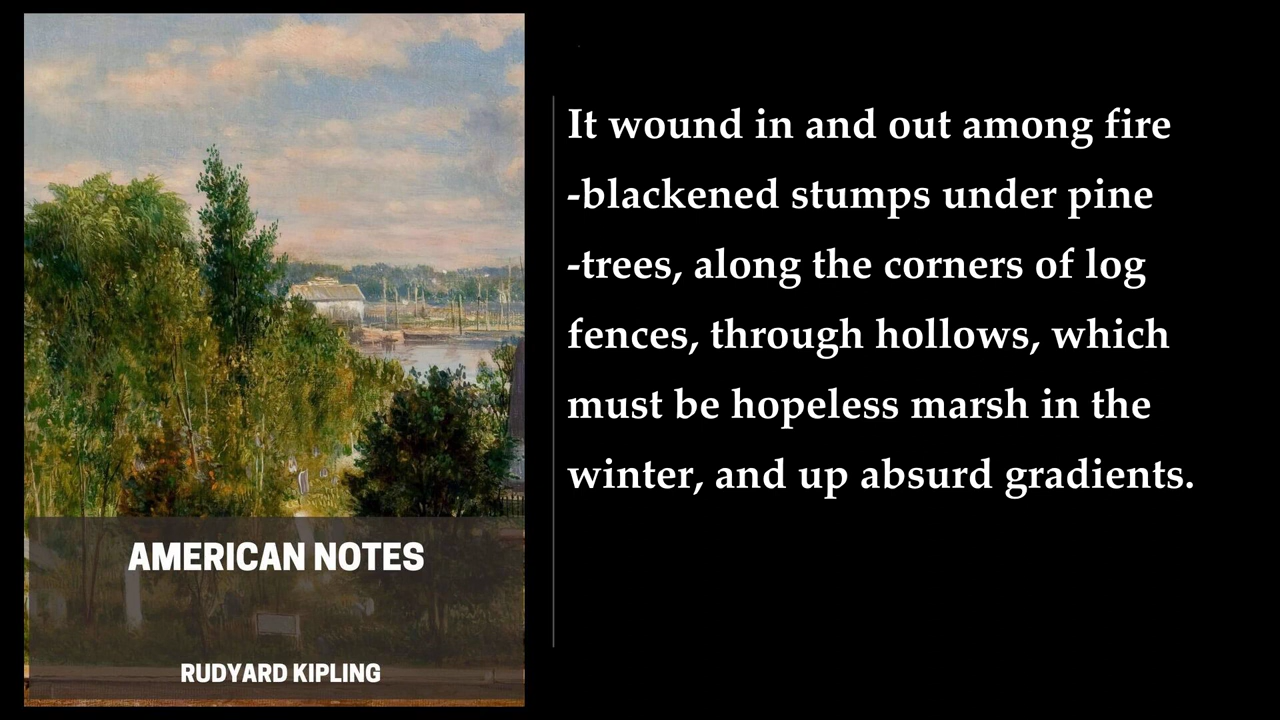 It wound in and out among fire
-blackened stumps under pine
-trees, along the corners of log
fences, through hollows, which
must be hopeless marsh in the
winter, and up absurd gradients.
AMERICAN NOTES
RUDYARD KIPLING